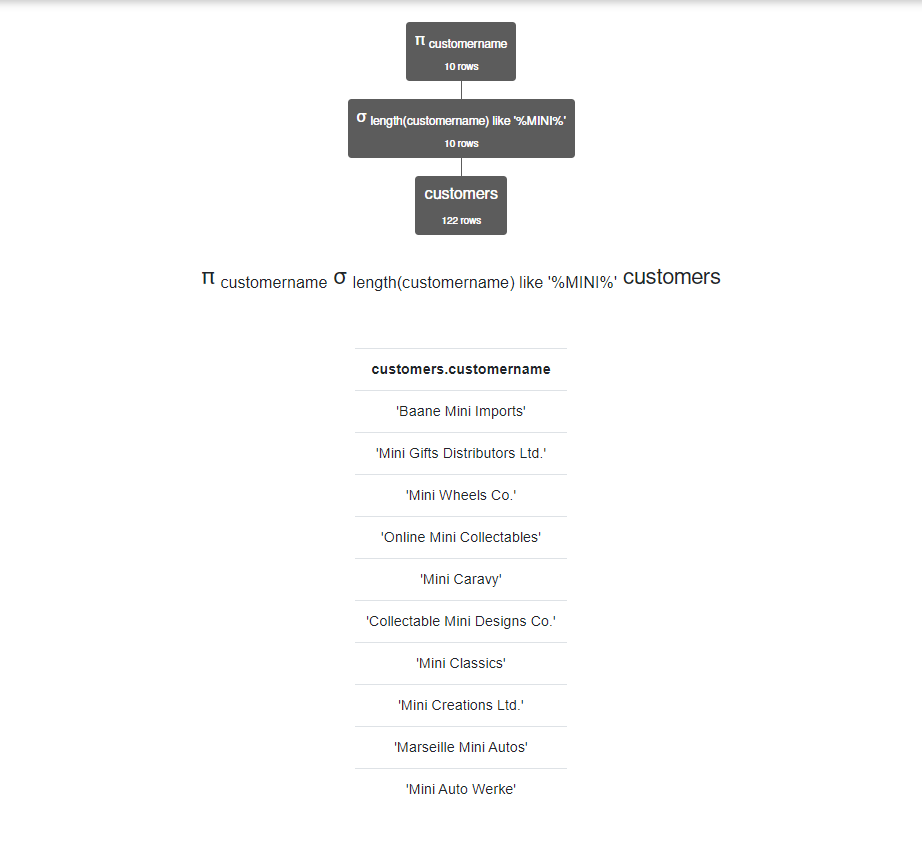 π customername
10 rows
σ length(customername) like '%MINI%'
10 rows
customers
122 rows
π customername σ length(customername) like '%MINI%' customers
customers.customername
'Baane Mini Imports'
'Mini Gifts Distributors Ltd.'
'Mini Wheels Co.'
'Online Mini Collectables'
'Mini Caravy'
'Collectable Mini Designs Co.'
'Mini Classics'
'Mini Creations Ltd.'
'Marseille Mini Autos'
'Mini Auto Werke'